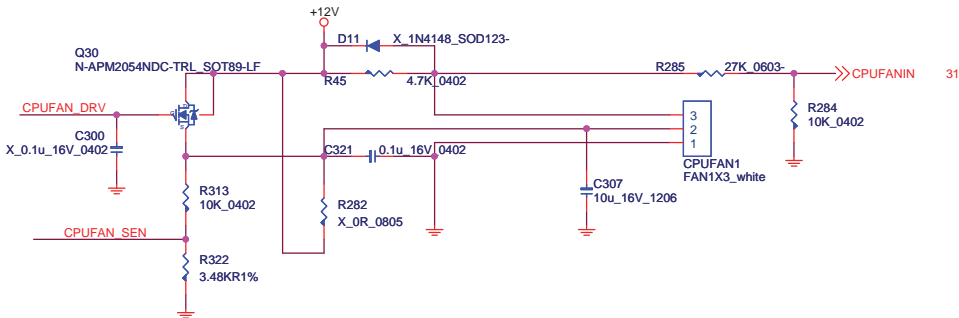 +12V
D11 X_1N4148_SOD123-
Q30
N-APM2054NDC-TRL_SOT89-LF
R45 4.7K_0402
R285 27K_0603-
CPUFANIN 31
CPUFAN_DRV
G
D
S
C300
X_0.1u_16V_0402
3
2
1
R284
10K_0402
C321 0.1u_16V_0402
CPUFAN1
FAN1X3_white
R313
10K_0402
R282
X_0R_0805
C307
10u_16V_1206
CPUFAN_SEN
R322
3.48KR1%